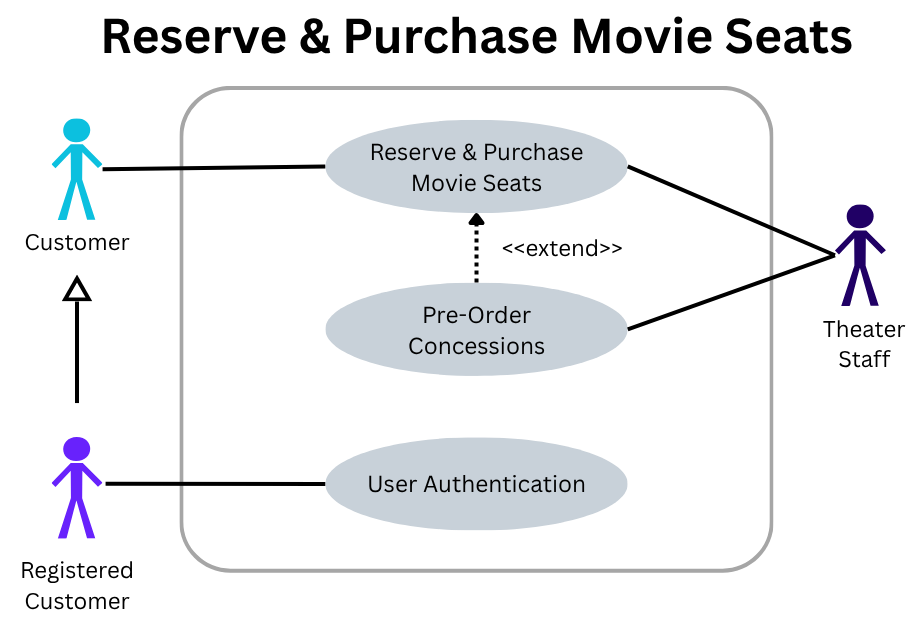 Reserve & Purchase Movie Seats
Reserve & Purchase
Movie Seats
Customer
<<extend>>
Pre-Order
Concessions
Theater
Staff
User Authentication
Registered
Customer